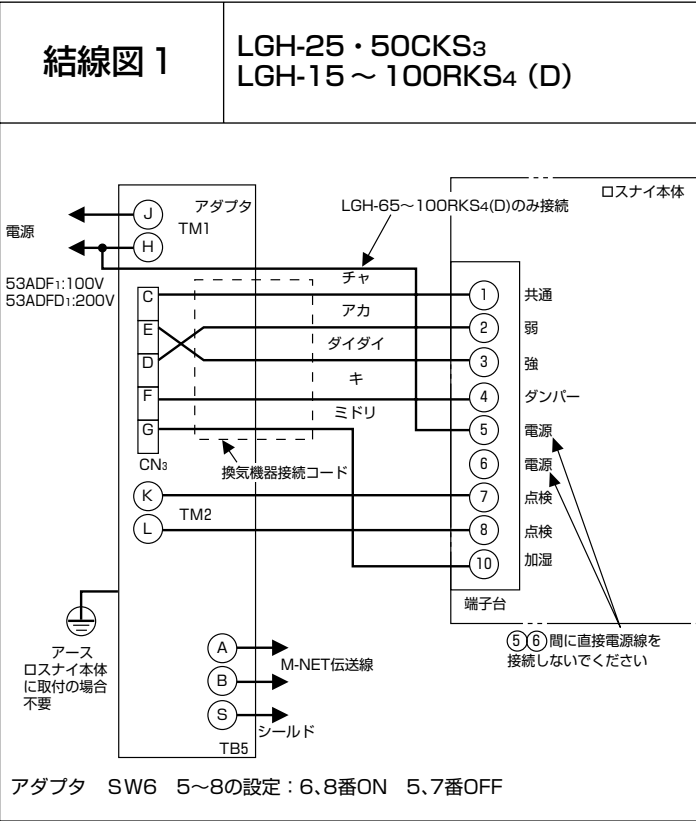 結線図1
LGH-25・50CKS3
LGH-15～100RKS4（D）
ロスナイ本体
アダプタ
LGH-65～100RKS4(D)のみ接続
J
TM1
電源
H
53ADF1:100V
53ADFD1:200V
チャ
C
1 共通
アカ
E
2 弱
ダイダイ
D
3 強
キ
F
4 ダンパー
ミドリ
G
5 電源
CN3
換気機器接続コード
6 電源
K
7 点検
TM2
L
8 点検
10 加湿
端子台
アース
ロスナイ本体
に取付の場合
不要
⑤⑥間に直接電源線を
接続しないでください
A
M-NET伝送線
B
S
シールド
TB5
アダプタ　SW6　5～8の設定：6、8番ON　5、7番OFF